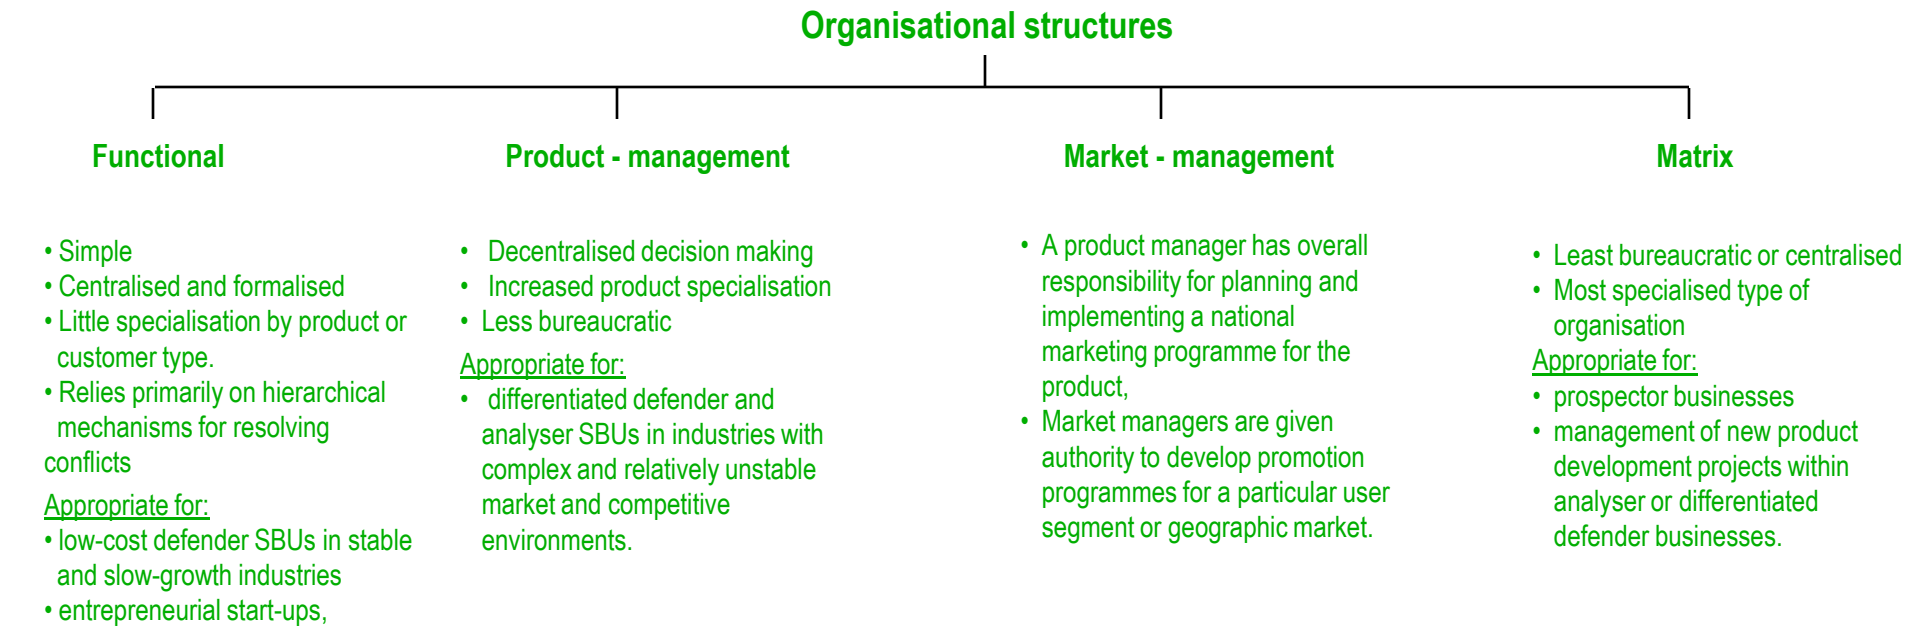 Organisational structures
Functional
• Simple
• Centralised and formalised
• Little specialisation by product or
customer type.
• Relies primarily on hierarchical
mechanisms for resolving
conflicts
Appropriate for:
• low-cost defender SBUs in stable
and slow-growth industries
• entrepreneurial start-ups,
Product - management
• Decentralised decision making
• Increased product specialisation
• Less bureaucratic
Appropriate for:
• differentiated defender and
analyser SBUs in industries with
complex and relatively unstable
market and competitive
environments.
Market - management
• A product manager has overall
responsibility for planning and
implementing a national
marketing programme for the
product,
• Market managers are given
authority to develop promotion
programmes for a particular user
segment or geographic market.
Matrix
• Least bureaucratic or centralised
• Most specialised type of
organisation
Appropriate for:
• prospector businesses
• management of new product
development projects within
analyser or differentiated
defender businesses.